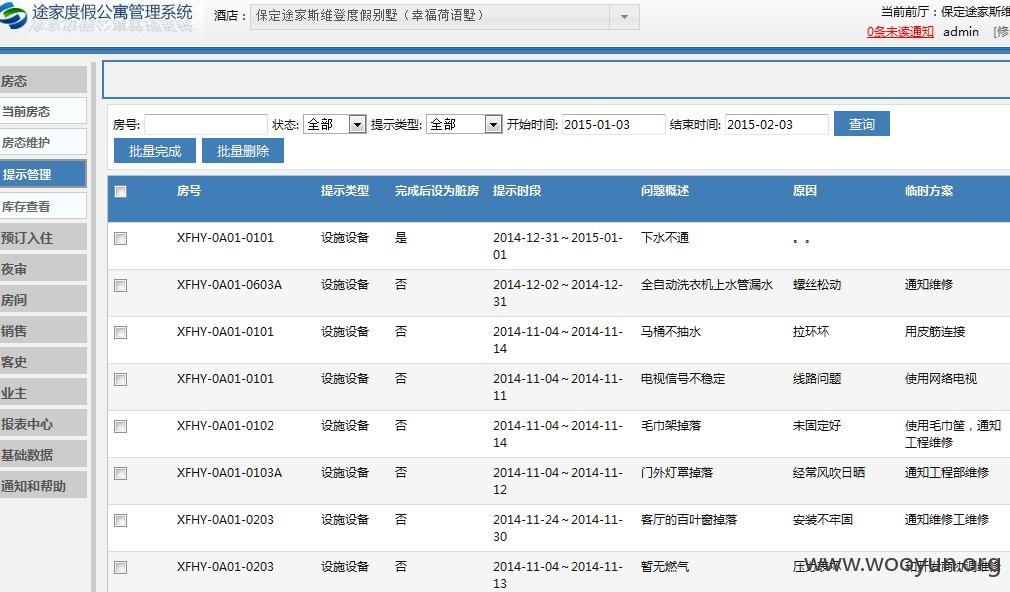 途家度假公寓管理系统
酒店： 保定途家斯维登度假别墅（幸福荷语墅）
当前前厅：保定途家斯维
0条未读通知 admin [修
房态
当前房态
房态维护
提示管理
库存查看
预订入住
夜审
房间
销售
客史
业主
报表中心
基础数据
通知和帮助
房号: 状态: 全部 提示类型: 全部 开始时间: 2015-01-03 结束时间: 2015-02-03 查询
批量完成 批量删除
房号 提示类型 完成后设为脏房 提示时段 问题概述 原因 临时方案
XFHY-0A01-0101 设施设备 是 2014-12-31～2015-01-
01 下水不通 。。
XFHY-0A01-0603A 设施设备 否 2014-12-02～2014-12-
31 全自动洗衣机上水管漏水 螺丝松动 通知维修
XFHY-0A01-0101 设施设备 否 2014-11-04～2014-11-
14 马桶不抽水 拉环坏 用皮筋连接
XFHY-0A01-0101 设施设备 否 2014-11-04～2014-11-
11 电视信号不稳定 线路问题 使用网络电视
XFHY-0A01-0102 设施设备 否 2014-11-04～2014-11-
14 毛巾架掉落 未固定好 使用毛巾筐，通知
工程维修
XFHY-0A01-0103A 设施设备 否 2014-11-04～2014-11-
12 门外灯罩掉落 经常风吹日晒 通知工程部维修
XFHY-0A01-0203 设施设备 否 2014-11-24～2014-11-
30 客厅的百叶窗掉落 安装不牢固 通知维修工维修
XFHY-0A01-0203 设施设备 否 2014-11-04～2014-11-
13 暂无燃气
www.wooyun.org